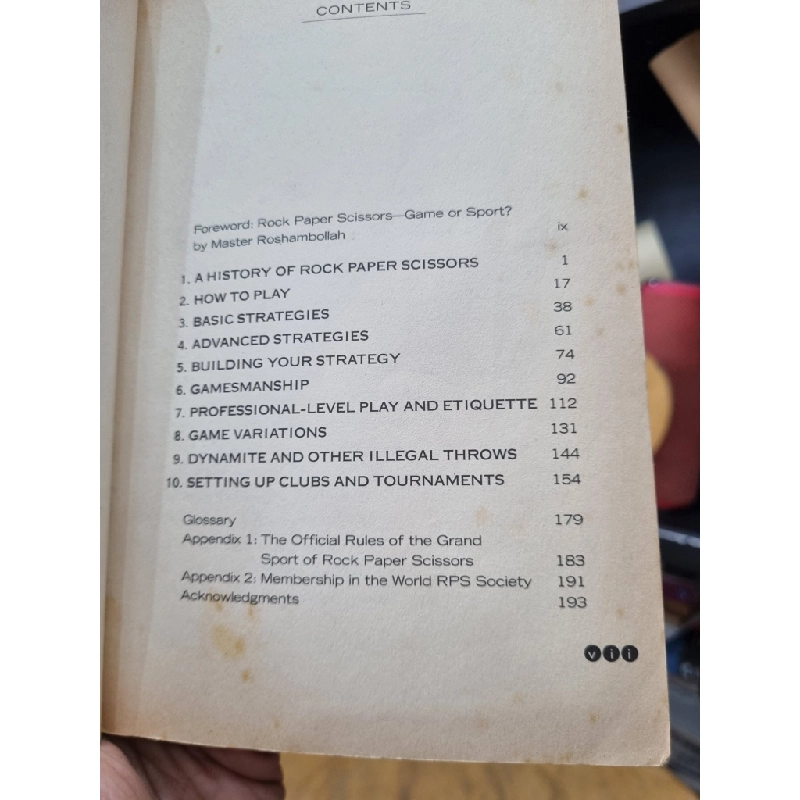 CONTENTS
Foreword: Rock Paper Scissors—Game or Sport?
by Master Roshambollah ix
1. A HISTORY OF ROCK PAPER SCISSORS 1
2. HOW TO PLAY 17
3. BASIC STRATEGIES 38
4. ADVANCED STRATEGIES 61
5. BUILDING YOUR STRATEGY 74
6. GAMESMANSHIP 92
7. PROFESSIONAL-LEVEL PLAY AND ETIQUETTE 112
8. GAME VARIATIONS 131
9. DYNAMITE AND OTHER ILLEGAL THROWS 144
10. SETTING UP CLUBS AND TOURNAMENTS 154
Glossary 179
Appendix 1: The Official Rules of the Grand
Sport of Rock Paper Scissors 183
Appendix 2: Membership in the World RPS Society 191
Acknowledgments 193
vii